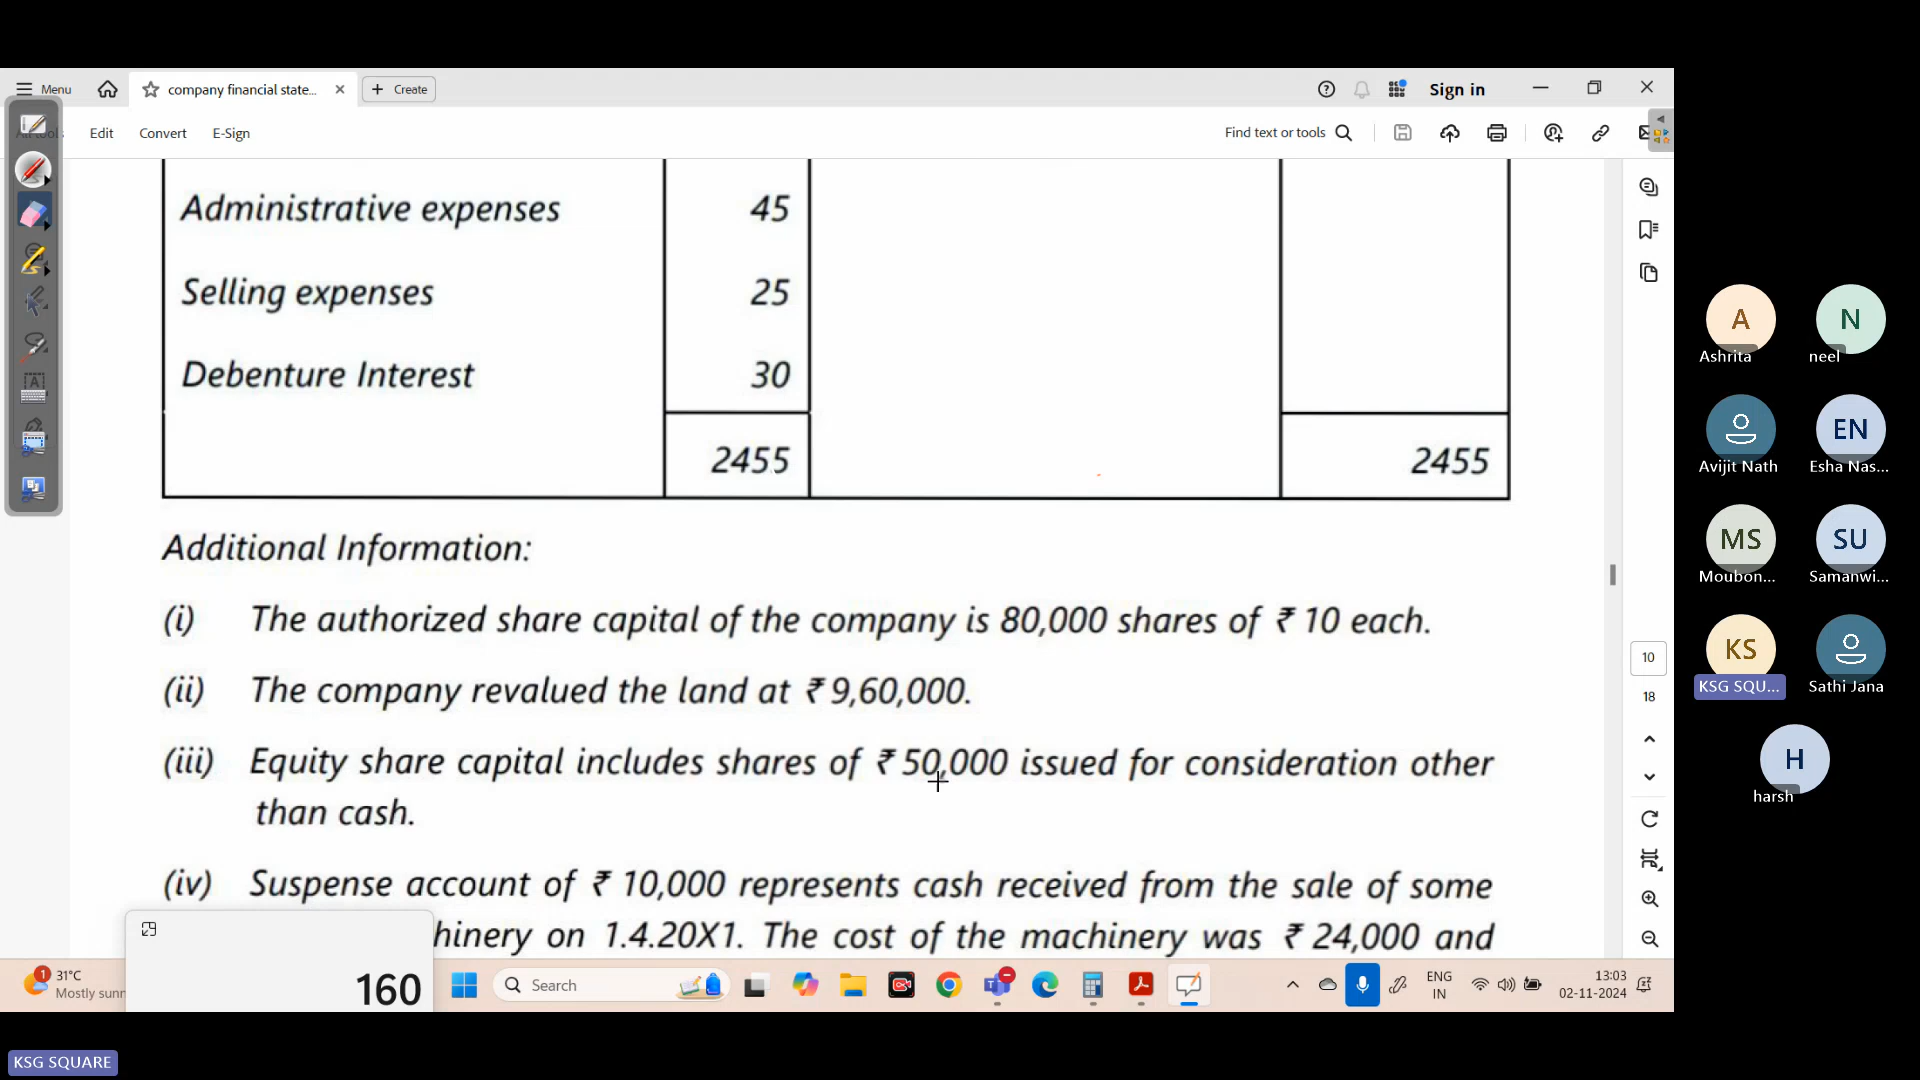 Menu
company financial state...
Create
Sign in
Edit
Convert
E-Sign
Find text or tools
Administrative expenses 45
Selling expenses 25
Debenture Interest 30
2455 2455
Additional Information:
(i) The authorized share capital of the company is 80,000 shares of ₹ 10 each.
(ii) The company revalued the land at ₹ 9,60,000.
(iii) Equity share capital includes shares of ₹ 50,000 issued for consideration other
than cash.
(iv) Suspense account of ₹ 10,000 represents cash received from the sale of some
hinery on 1.4.20X1. The cost of the machinery was ₹ 24,000 and
10
18
160
1
31°C
Mostly sunn
Search
ENG
IN
13:03
02-11-2024
A
Ashrita
N
neel
Avijit Nath
EN
Esha Nas...
MS
Moubon...
SU
Samanwi...
KS
KSG SQU...
Sathi Jana
H
harsh
KSG SQUARE